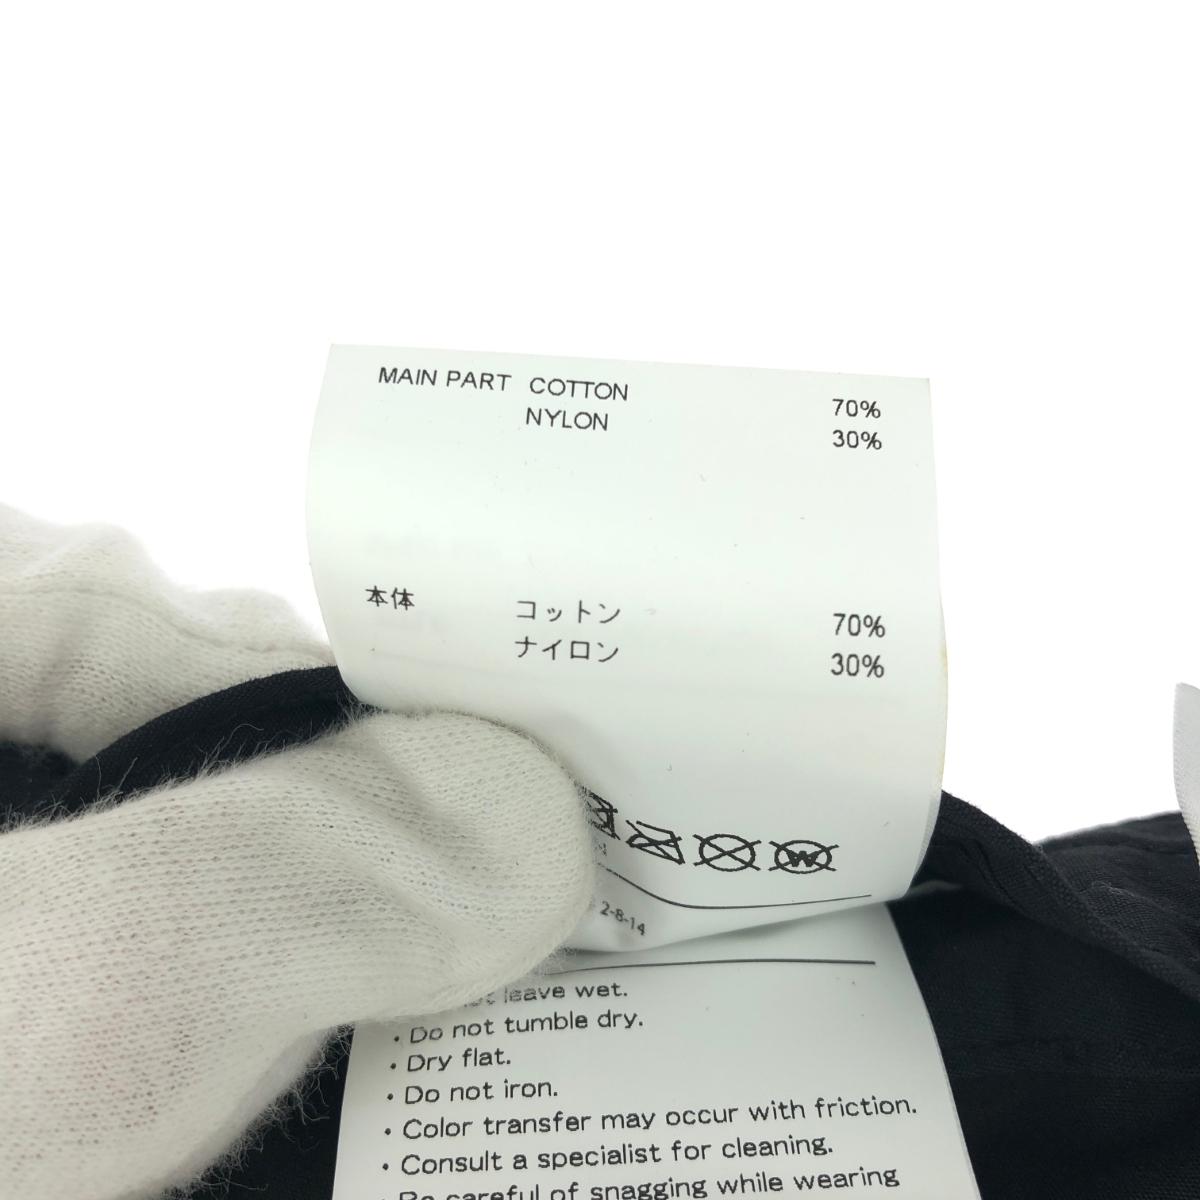 MAIN PART COTTON 70%
NYLON 30%
本体 コットン 70%
ナイロン 30%
2-8-14
leave wet.
・Do not tumble dry.
・Dry flat.
・Do not iron.
・Color transfer may occur with friction.
・Consult a specialist for cleaning.
・Be careful of snagging while wearing